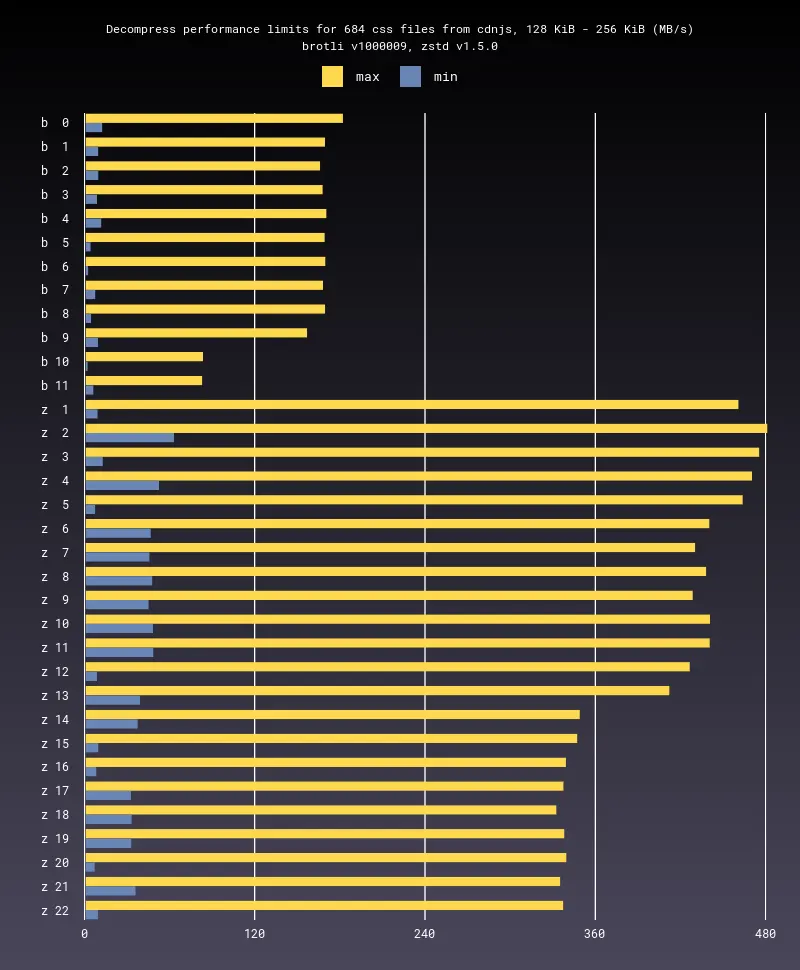 Decompress performance limits for 684 css files from cdnjs, 128 KiB - 256 KiB (MB/s)
brotli v1000009, zstd v1.5.0
max min
b 0
b 1
b 2
b 3
b 4
b 5
b 6
b 7
b 8
b 9
b 10
b 11
z 1
z 2
z 3
z 4
z 5
z 6
z 7
z 8
z 9
z 10
z 11
z 12
z 13
z 14
z 15
z 16
z 17
z 18
z 19
z 20
z 21
z 22
0 120 240 360 480